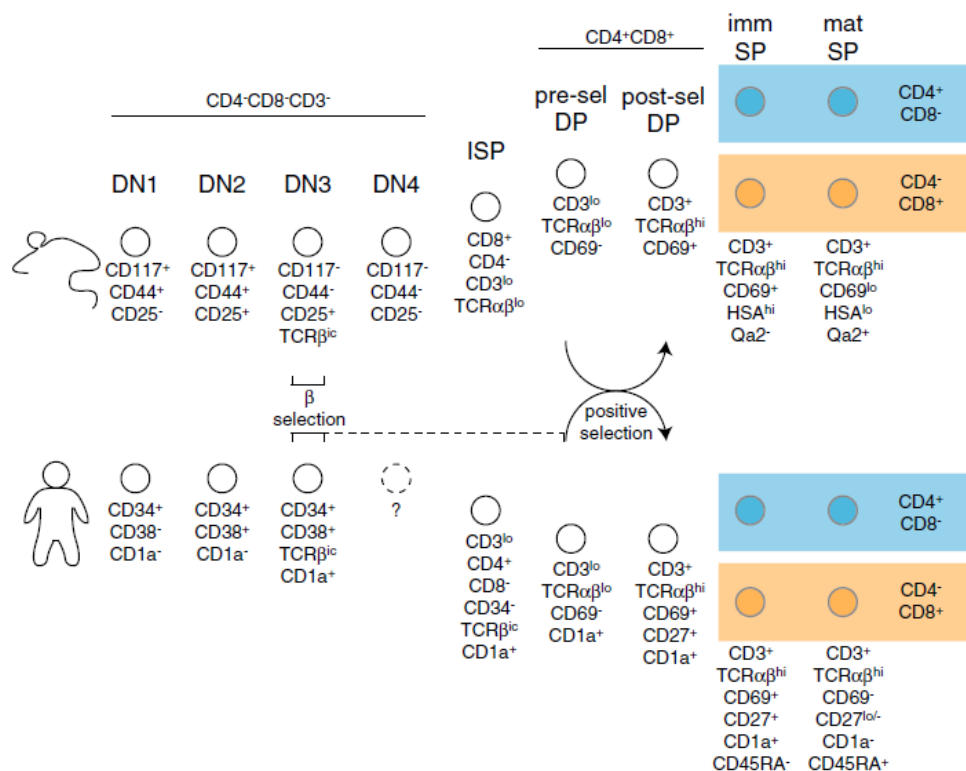 imm
SP
mat
SP
CD4⁺CD8⁺
CD4⁻CD8⁻CD3⁻
pre-sel
DP
post-sel
DP
ISP
DN1
DN2
DN3
DN4
CD4⁺
CD8⁻
CD4⁻
CD8⁺
CD117⁺
CD44⁺
CD25⁻
CD117⁺
CD44⁺
CD25⁺
CD117⁻
CD44⁻
CD25⁺
TCRβⁱᶜ
CD117⁻
CD44⁻
CD25⁻
CD8⁺
CD4⁻
CD3ˡᵒ
TCRαβˡᵒ
CD3ˡᵒ
TCRαβˡᵒ
CD69⁻
CD3⁺
TCRαβʰⁱ
CD69⁺
CD3⁺
TCRαβʰⁱ
CD69⁺
HSAʰⁱ
Qa2⁻
CD3⁺
TCRαβʰⁱ
CD69ˡᵒ
HSAˡᵒ
Qa2⁺
β
selection
positive
selection
CD34⁺
CD38⁻
CD1a⁻
CD34⁺
CD38⁺
CD1a⁻
CD34⁺
CD38⁺
TCRβⁱᶜ
CD1a⁺
?
CD3ˡᵒ
CD4⁺
CD8⁻
CD34⁻
TCRβⁱᶜ
CD1a⁺
CD3ˡᵒ
TCRαβˡᵒ
CD69⁻
CD1a⁺
CD3⁺
TCRαβʰⁱ
CD69⁺
CD27⁺
CD1a⁺
CD4⁺
CD8⁻
CD4⁻
CD8⁺
CD3⁺
TCRαβʰⁱ
CD69⁺
CD27⁺
CD1a⁺
CD45RA⁻
CD3⁺
TCRαβʰⁱ
CD69⁻
CD27ˡᵒ/⁻
CD1a⁻
CD45RA⁺